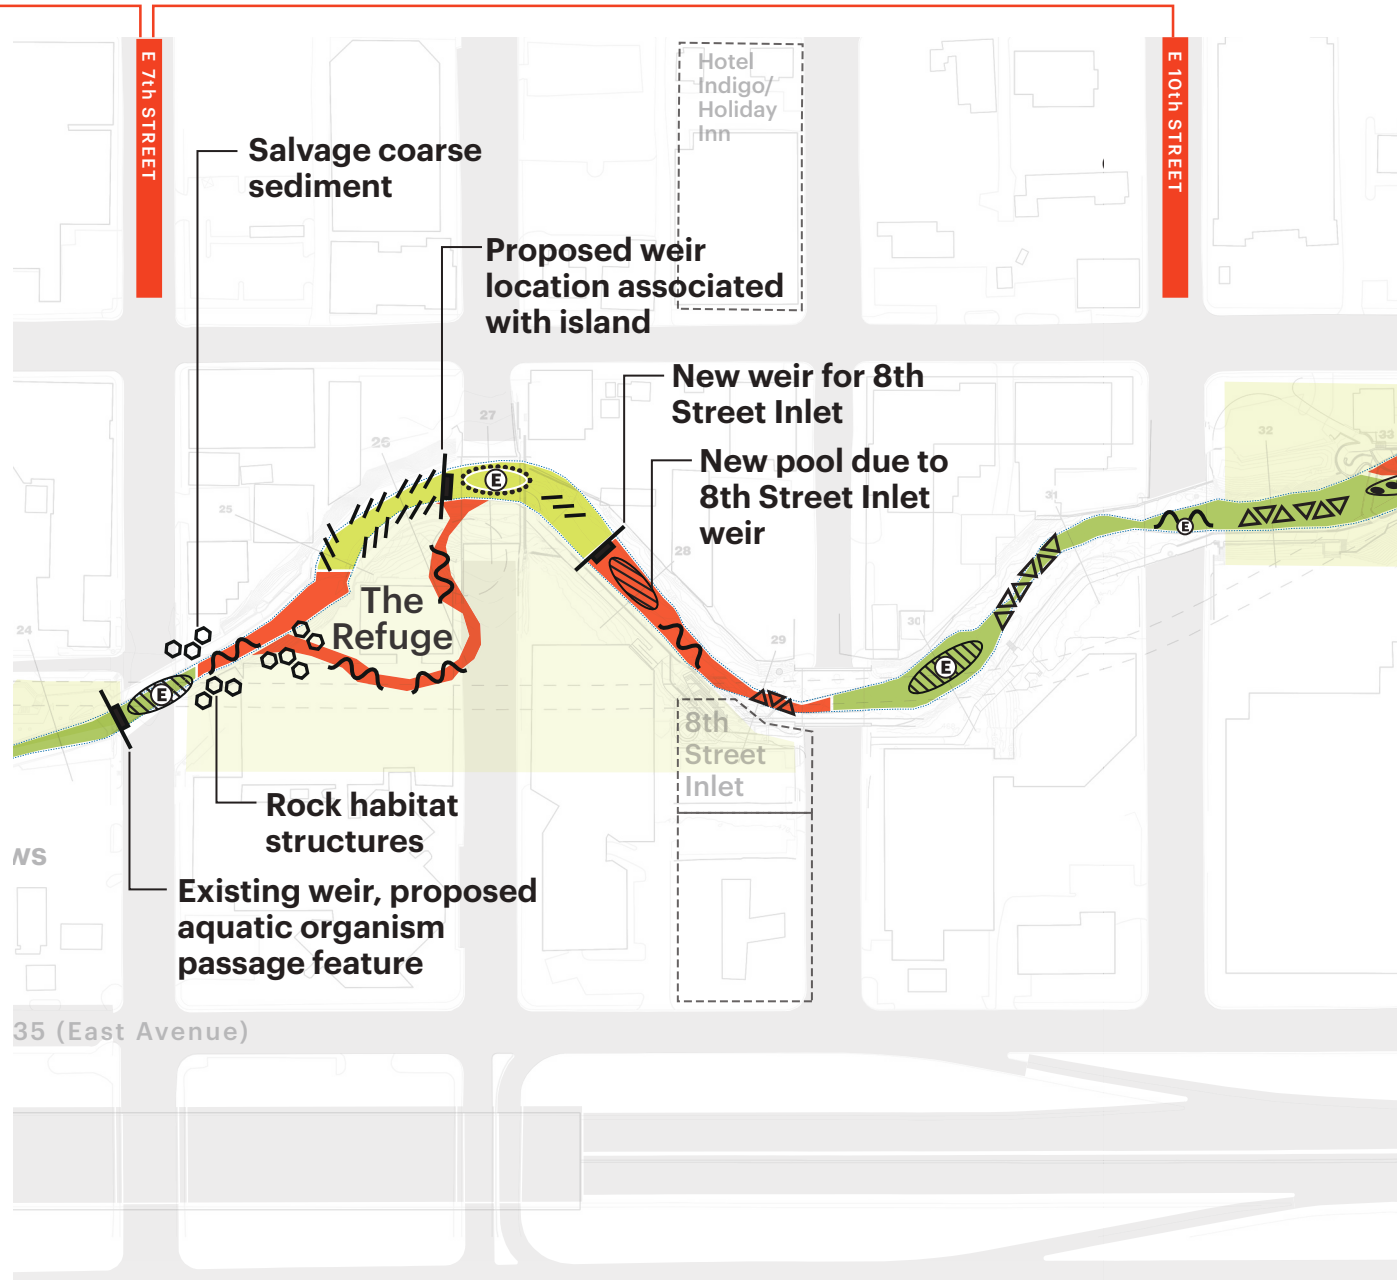 E 7th STREET
E 10th STREET
Hotel
Indigo/
Holiday
Inn
Salvage coarse
sediment
Proposed weir
location associated
with island
New weir for 8th
Street Inlet
New pool due to
8th Street Inlet
weir
27
26
25
24
28
29
30
31
32
33
E
E
E
E
The
Refuge
8th
Street
Inlet
Rock habitat
structures
WS
Existing weir, proposed
aquatic organism
passage feature
35 (East Avenue)